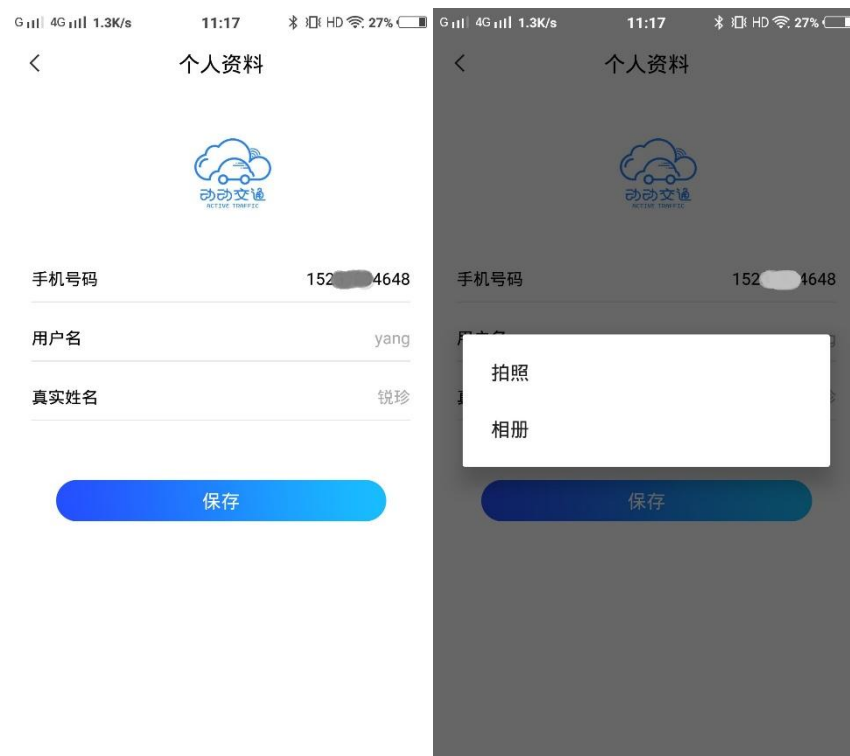 G 4G 1.3K/s 11:17 HD 27%
个人资料
动动交通
ACTIVE TRAFFIC
手机号码 152 4648
用户名 yang
真实姓名 锐珍
保存
G 4G 1.3K/s 11:17 HD 27%
个人资料
动动交通
ACTIVE TRAFFIC
手机号码 152 4648
拍照
相册
保存